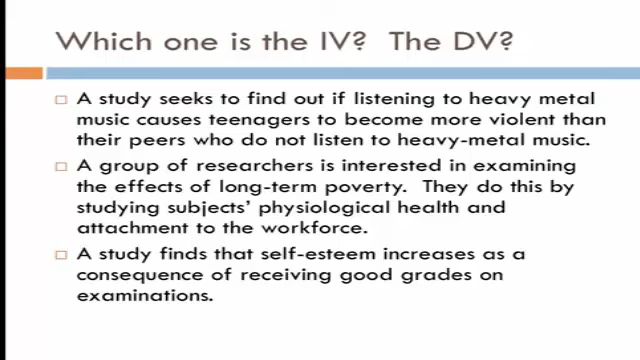 Which one is the IV? The DV?
A study seeks to find out if listening to heavy metal
music causes teenagers to become more violent than
their peers who do not listen to heavy-metal music.
A group of researchers is interested in examining
the effects of long-term poverty. They do this by
studying subjects' physiological health and
attachment to the workforce.
A study finds that self-esteem increases as a
consequence of receiving good grades on
examinations.